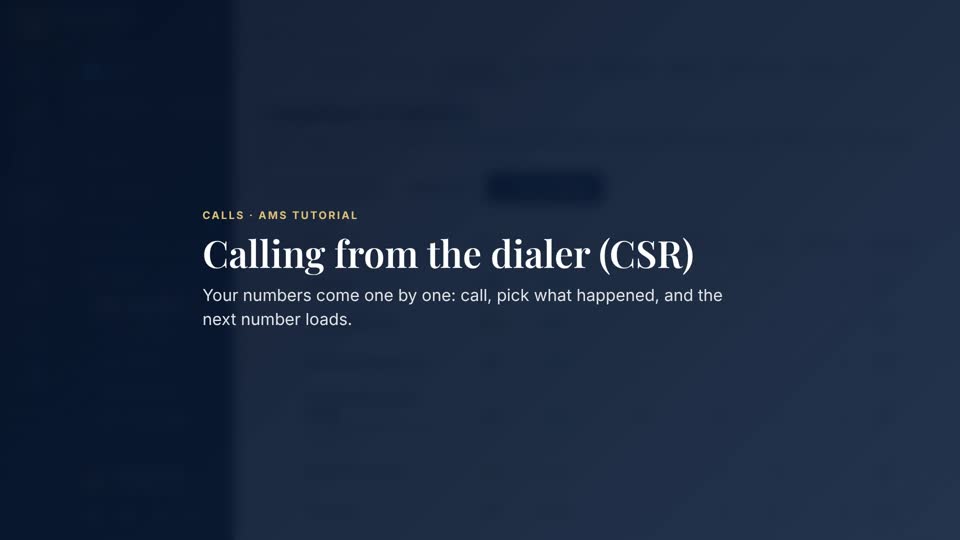 CALLS · AMS TUTORIAL
Calling from the dialer (CSR)
Your numbers come one by one: call, pick what happened, and the
next number loads.